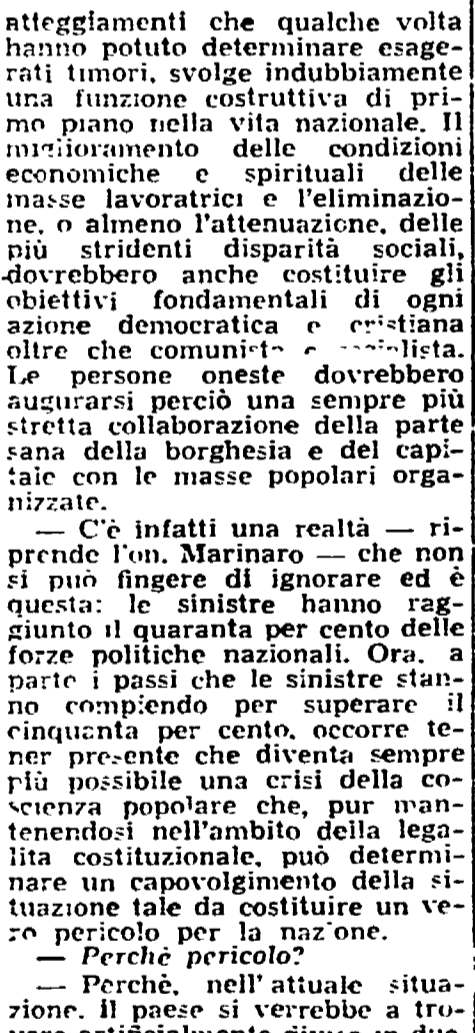 atteggiamenti che qualche volta
hanno potuto determinare esage-
rati timori, svolge indubbiamente
una funzione costruttiva di pri-
mo piano nella vita nazionale. Il
miglioramento delle condizioni
economiche e spirituali delle
masse lavoratrici e l'eliminazio-
ne, o almeno l'attenuazione, delle
più stridenti disparità sociali,
dovrebbero anche costituire gli
obiettivi fondamentali di ogni
azione democratica e cristiana
oltre che comunista e socialista.
Le persone oneste dovrebbero
augurarsi perciò una sempre più
stretta collaborazione della parte
sana della borghesia e del capi-
tale con le masse popolari orga-
nizzate.
— C'è infatti una realtà — ri-
prende l'on. Marinaro — che non
si può fingere di ignorare ed è
questa: le sinistre hanno rag-
giunto il quaranta per cento delle
forze politiche nazionali. Ora, a
parte i passi che le sinistre stan-
no compiendo per superare il
cinquanta per cento, occorre te-
ner presente che diventa sempre
più possibile una crisi della co-
scienza popolare che, pur man-
tenendosi nell'ambito della lega-
lita costituzionale, può determi-
nare un capovolgimento della si-
tuazione tale da costituire un ve-
ro pericolo per la nazione.
— Perchè pericolo?
— Perchè, nell'attuale situa-
zione, il paese si verrebbe a tro-